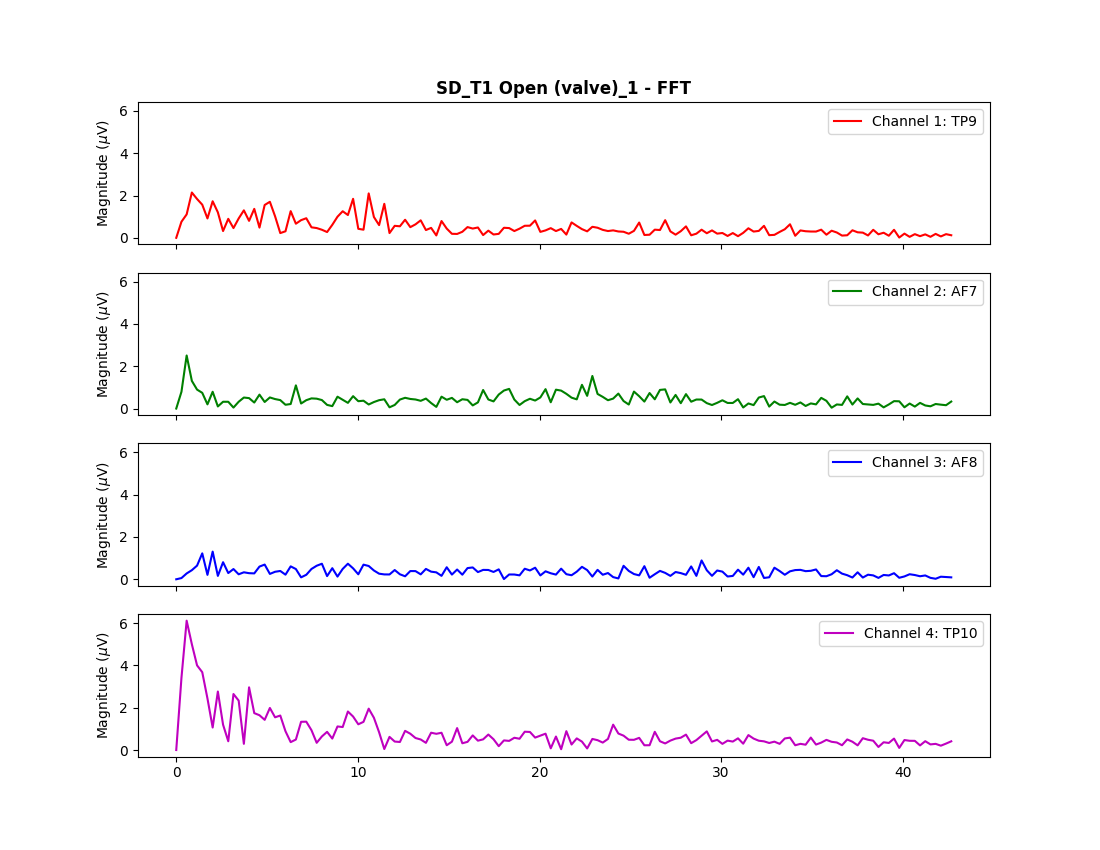 SD_T1 Open (valve)_1 - FFT
6
4
2
0
Magnitude (μV)
Channel 1: TP9
6
4
2
0
Magnitude (μV)
Channel 2: AF7
6
4
2
0
Magnitude (μV)
Channel 3: AF8
6
4
2
0
Magnitude (μV)
Channel 4: TP10
0 10 20 30 40